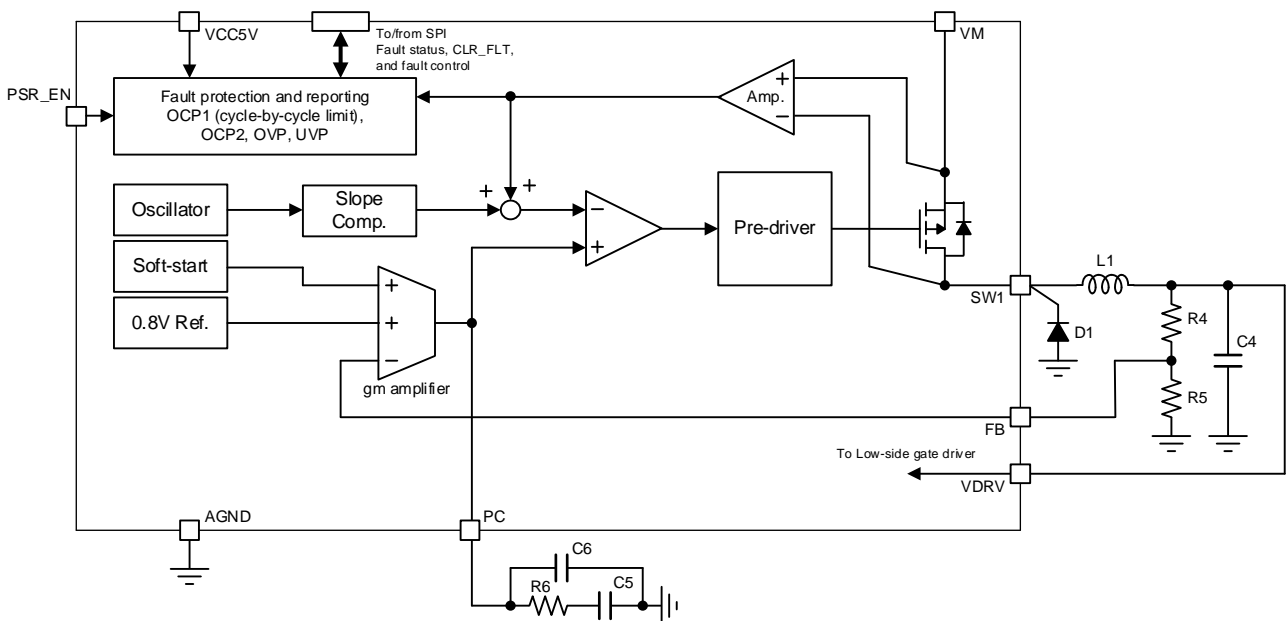 VCC5V
To/from SPI
Fault status, CLR_FLT,
and fault control
VM
PSR_EN
Fault protection and reporting
OCP1 (cycle-by-cycle limit),
OCP2, OVP, UVP
+
Amp.
−
Oscillator
Slope
Comp.
+
+
−
+
Pre-driver
Soft-start
0.8V Ref.
+
+
−
gm amplifier
SW1
L1
D1
R4
C4
R5
FB
To Low-side gate driver
VDRV
AGND
PC
C6
R6
C5